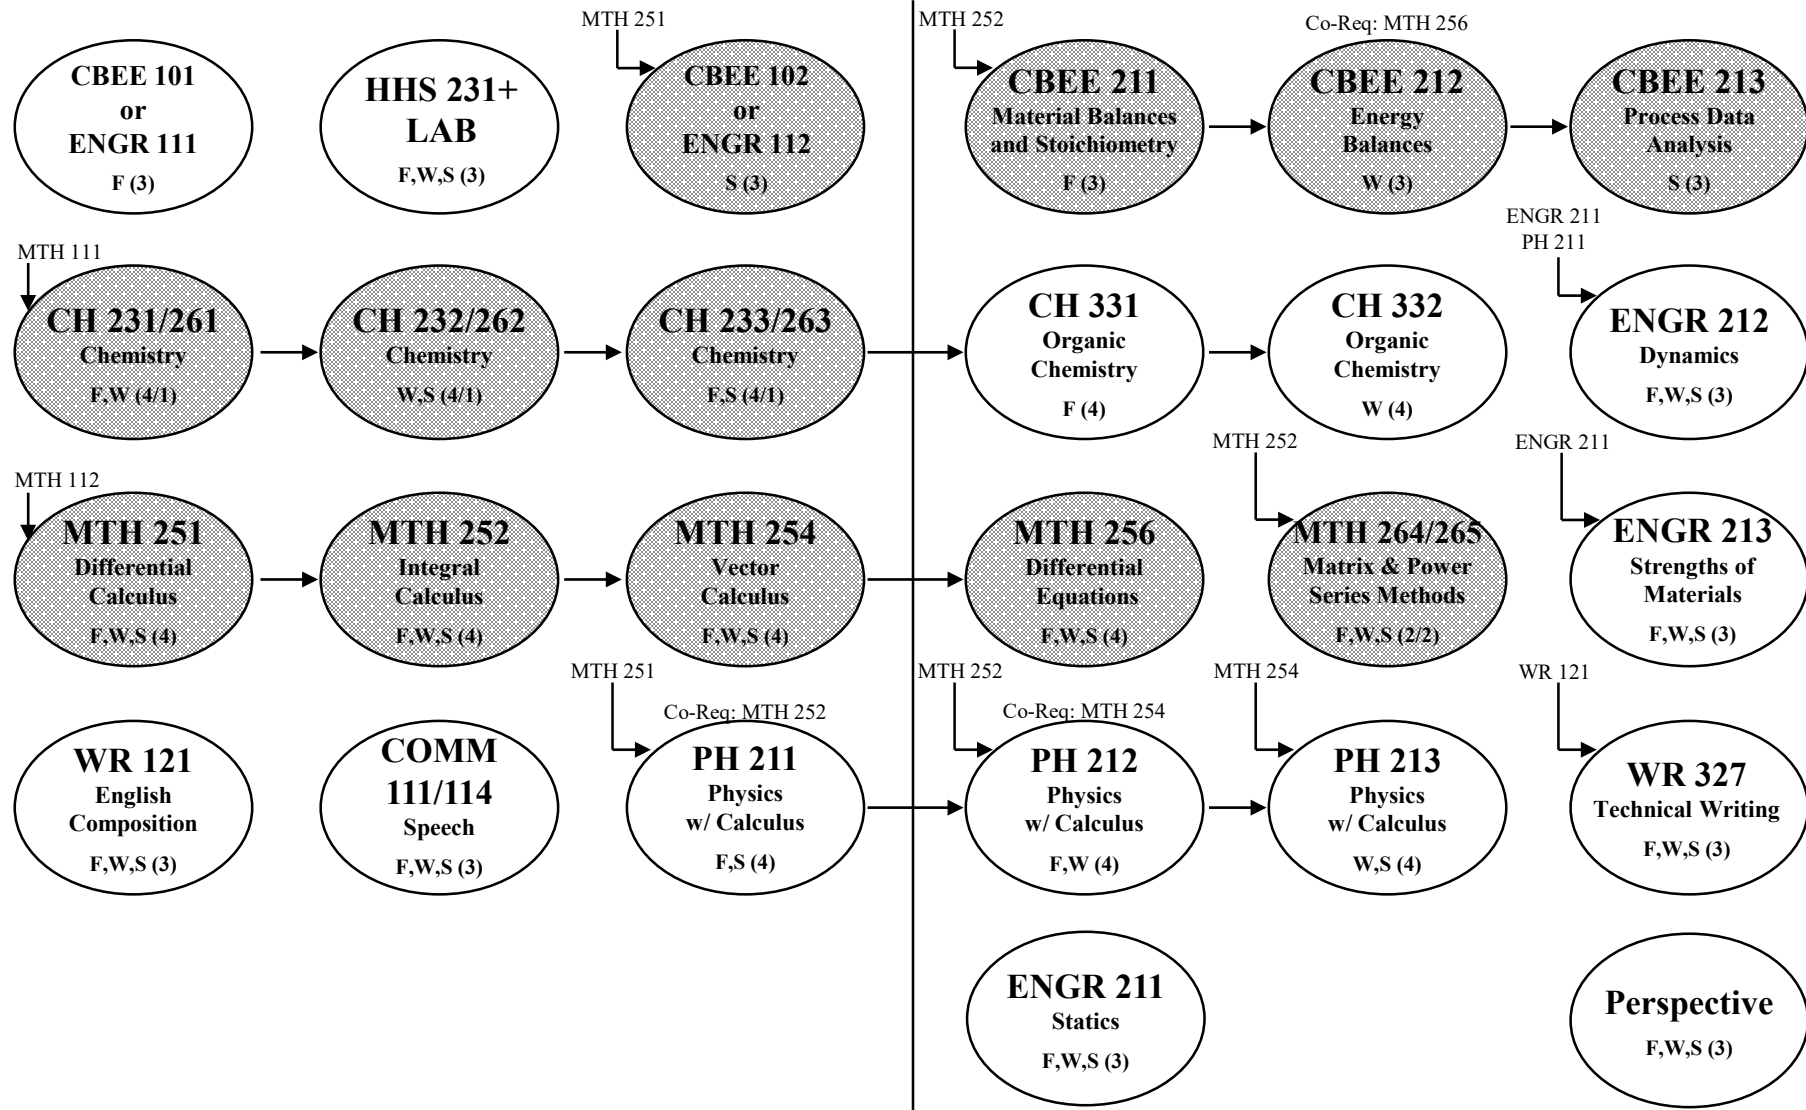 MTH 251
CBEE 101
or
ENGR 111
F (3)
HHS 231+
LAB
F,W,S (3)
CBEE 102
or
ENGR 112
S (3)
MTH 252
CBEE 211
Material Balances
and Stoichiometry
F (3)
Co-Req: MTH 256
CBEE 212
Energy
Balances
W (3)
CBEE 213
Process Data
Analysis
S (3)
MTH 111
CH 231/261
Chemistry
F,W (4/1)
CH 232/262
Chemistry
W,S (4/1)
CH 233/263
Chemistry
F,S (4/1)
CH 331
Organic
Chemistry
F (4)
CH 332
Organic
Chemistry
W (4)
ENGR 211
PH 211
ENGR 212
Dynamics
F,W,S (3)
MTH 112
MTH 251
Differential
Calculus
F,W,S (4)
MTH 252
Integral
Calculus
F,W,S (4)
MTH 254
Vector
Calculus
F,W,S (4)
MTH 256
Differential
Equations
F,W,S (4)
MTH 252
MTH 264/265
Matrix & Power
Series Methods
F,W,S (2/2)
ENGR 211
ENGR 213
Strengths of
Materials
F,W,S (3)
WR 121
English
Composition
F,W,S (3)
COMM
111/114
Speech
F,W,S (3)
MTH 251
Co-Req: MTH 252
PH 211
Physics
w/ Calculus
F,S (4)
MTH 252
Co-Req: MTH 254
PH 212
Physics
w/ Calculus
F,W (4)
MTH 254
PH 213
Physics
w/ Calculus
W,S (4)
WR 121
WR 327
Technical Writing
F,W,S (3)
ENGR 211
Statics
F,W,S (3)
Perspective
F,W,S (3)